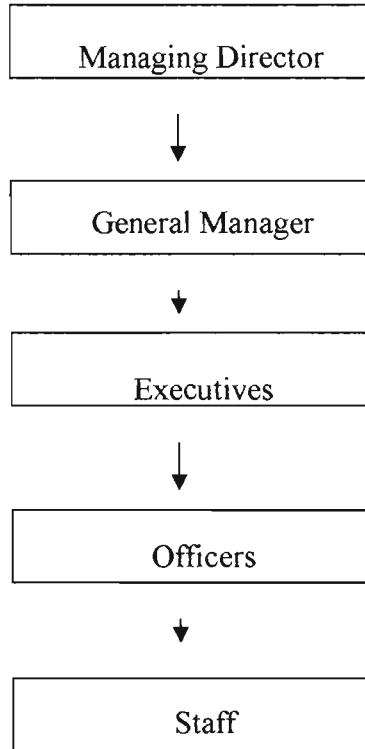 Managing Director
General Manager
Executives
Officers
Staff